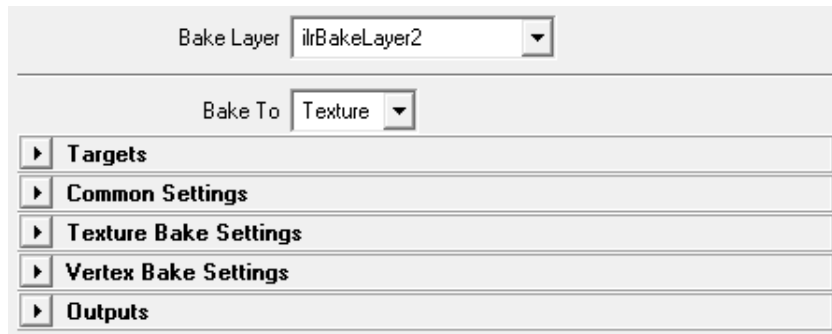 Bake Layer ilrBakeLayer2
Bake To Texture
Targets
Common Settings
Texture Bake Settings
Vertex Bake Settings
Outputs